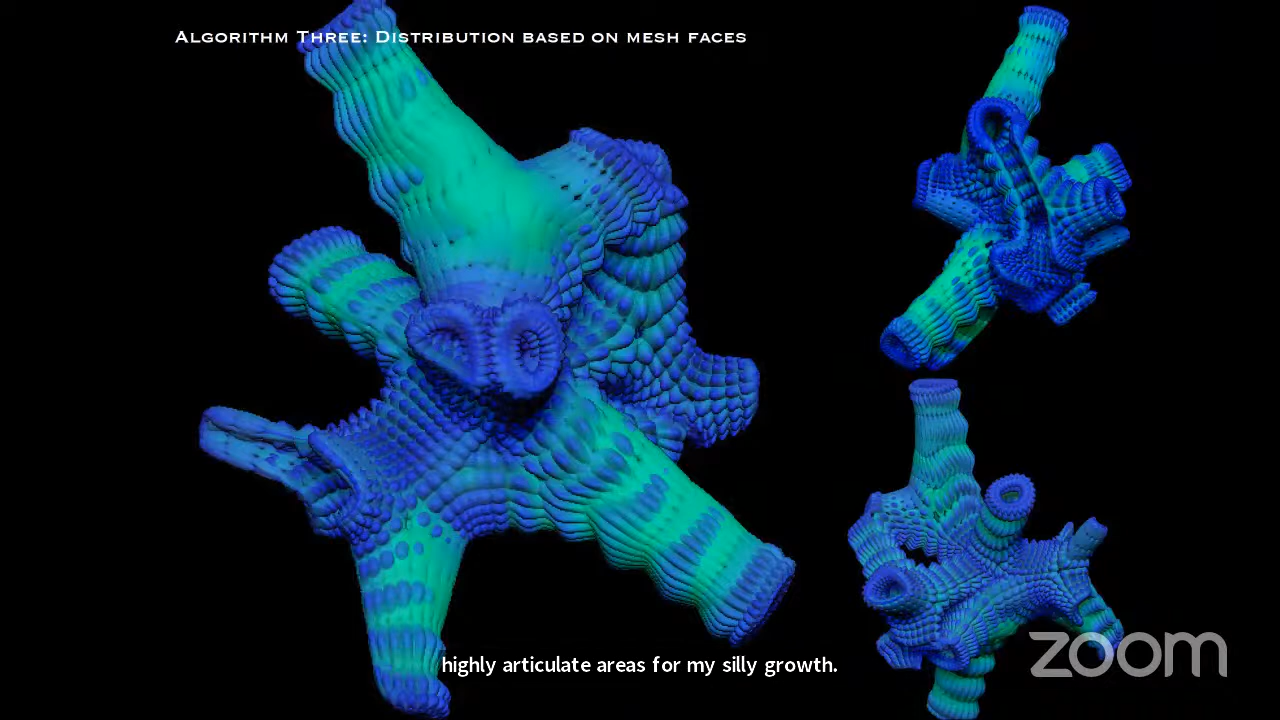 Algorithm Three: Distribution based on mesh faces
highly articulate areas for my silly growth.
zoom